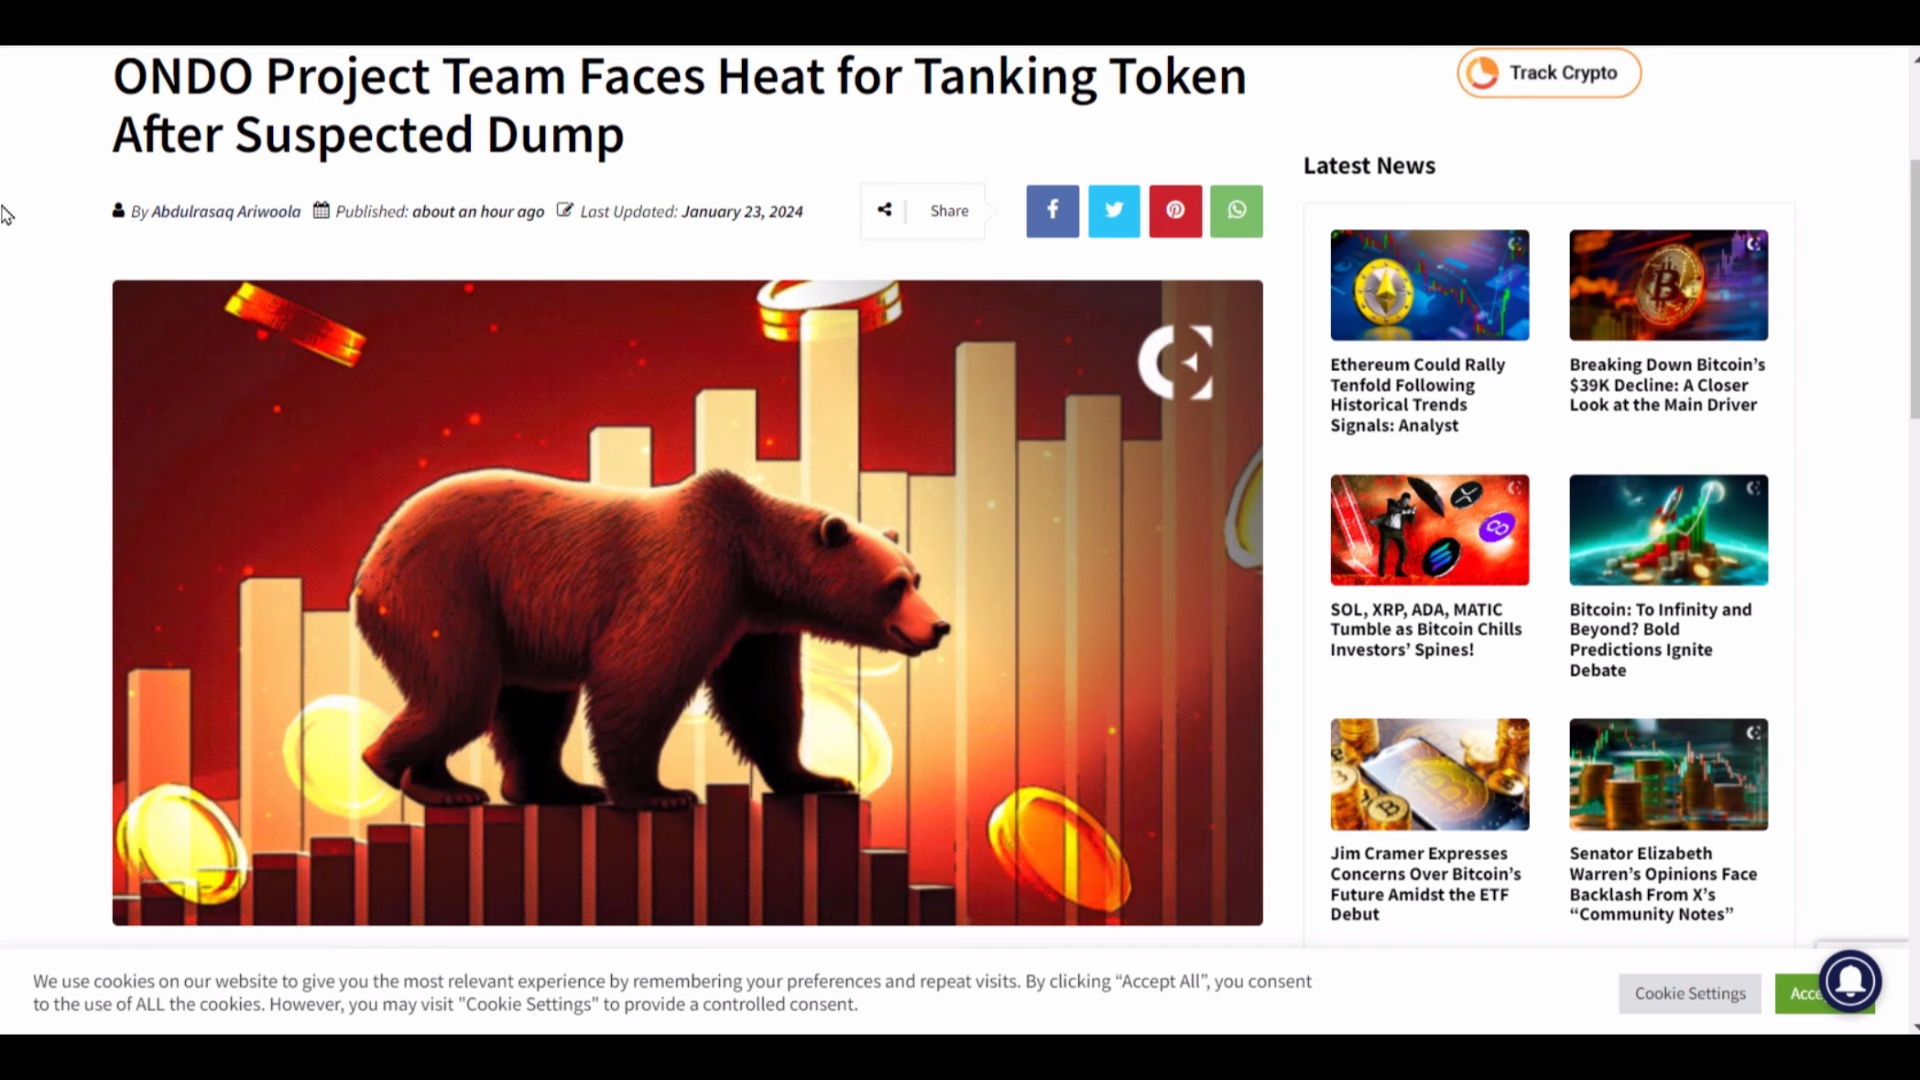 ONDO Project Team Faces Heat for Tanking Token
After Suspected Dump
By Abdulrasaq Ariwoola Published: about an hour ago Last Updated: January 23, 2024
Share
Track Crypto
Latest News
Ethereum Could Rally
Tenfold Following
Historical Trends
Signals: Analyst
Breaking Down Bitcoin’s
$39K Decline: A Closer
Look at the Main Driver
SOL, XRP, ADA, MATIC
Tumble as Bitcoin Chills
Investors’ Spines!
Bitcoin: To Infinity and
Beyond? Bold
Predictions Ignite
Debate
Jim Cramer Expresses
Concerns Over Bitcoin’s
Future Amidst the ETF
Debut
Senator Elizabeth
Warren’s Opinions Face
Backlash From X’s
“Community Notes”
We use cookies on our website to give you the most relevant experience by remembering your preferences and repeat visits. By clicking “Accept All”, you consent
to the use of ALL the cookies. However, you may visit "Cookie Settings" to provide a controlled consent.
Cookie Settings